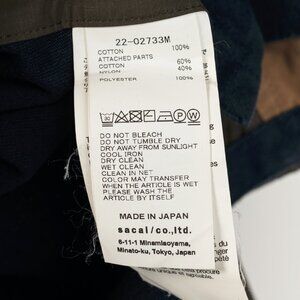 22-02733M
COTTON 100%
ATTACHED PARTS
COTTON 60%
NYLON 40%
POLYESTER 100%
DO NOT BLEACH
DO NOT TUMBLE DRY
DRY AWAY FROM SUNLIGHT
COOL IRON
DRY CLEAN
WET CLEAN
CLEAN IN NET
COLOR MAY TRANSFER
WHEN THE ARTICLE IS WET
PLEASE WASH THE
ARTICLE BY ITSELF
MADE IN JAPAN
sacai/co.,ltd.
6-11-1 Minamiaoyama,
Minato-ku, Tokyo, Japan